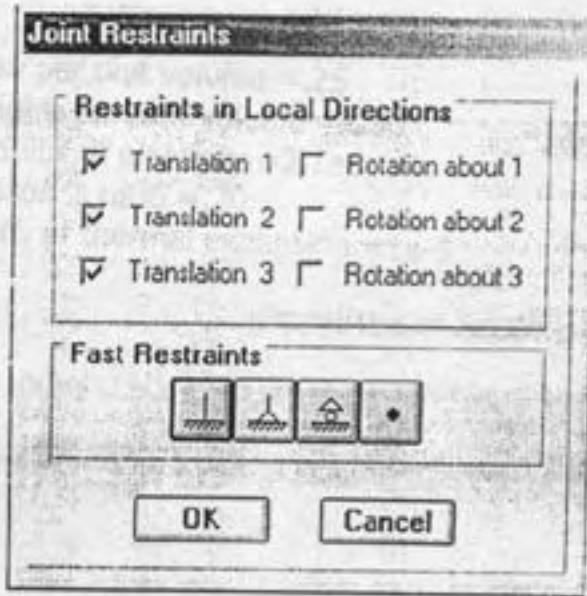 Joint Restraints
Restraints in Local Directions
Translation 1 Rotation about 1
Translation 2 Rotation about 2
Translation 3 Rotation about 3
Fast Restraints
OK Cancel